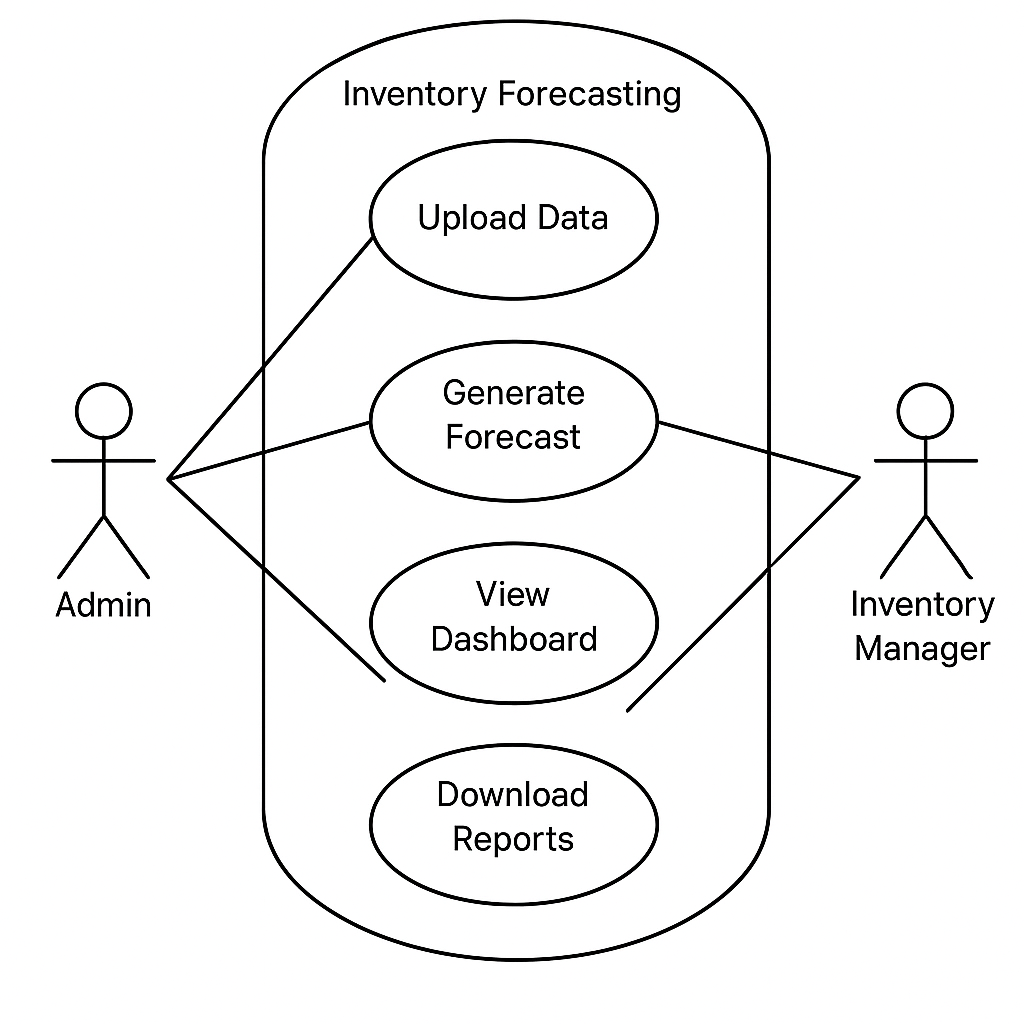 Inventory Forecasting
Upload Data
Generate
Forecast
View
Dashboard
Download
Reports
Admin
Inventory
Manager